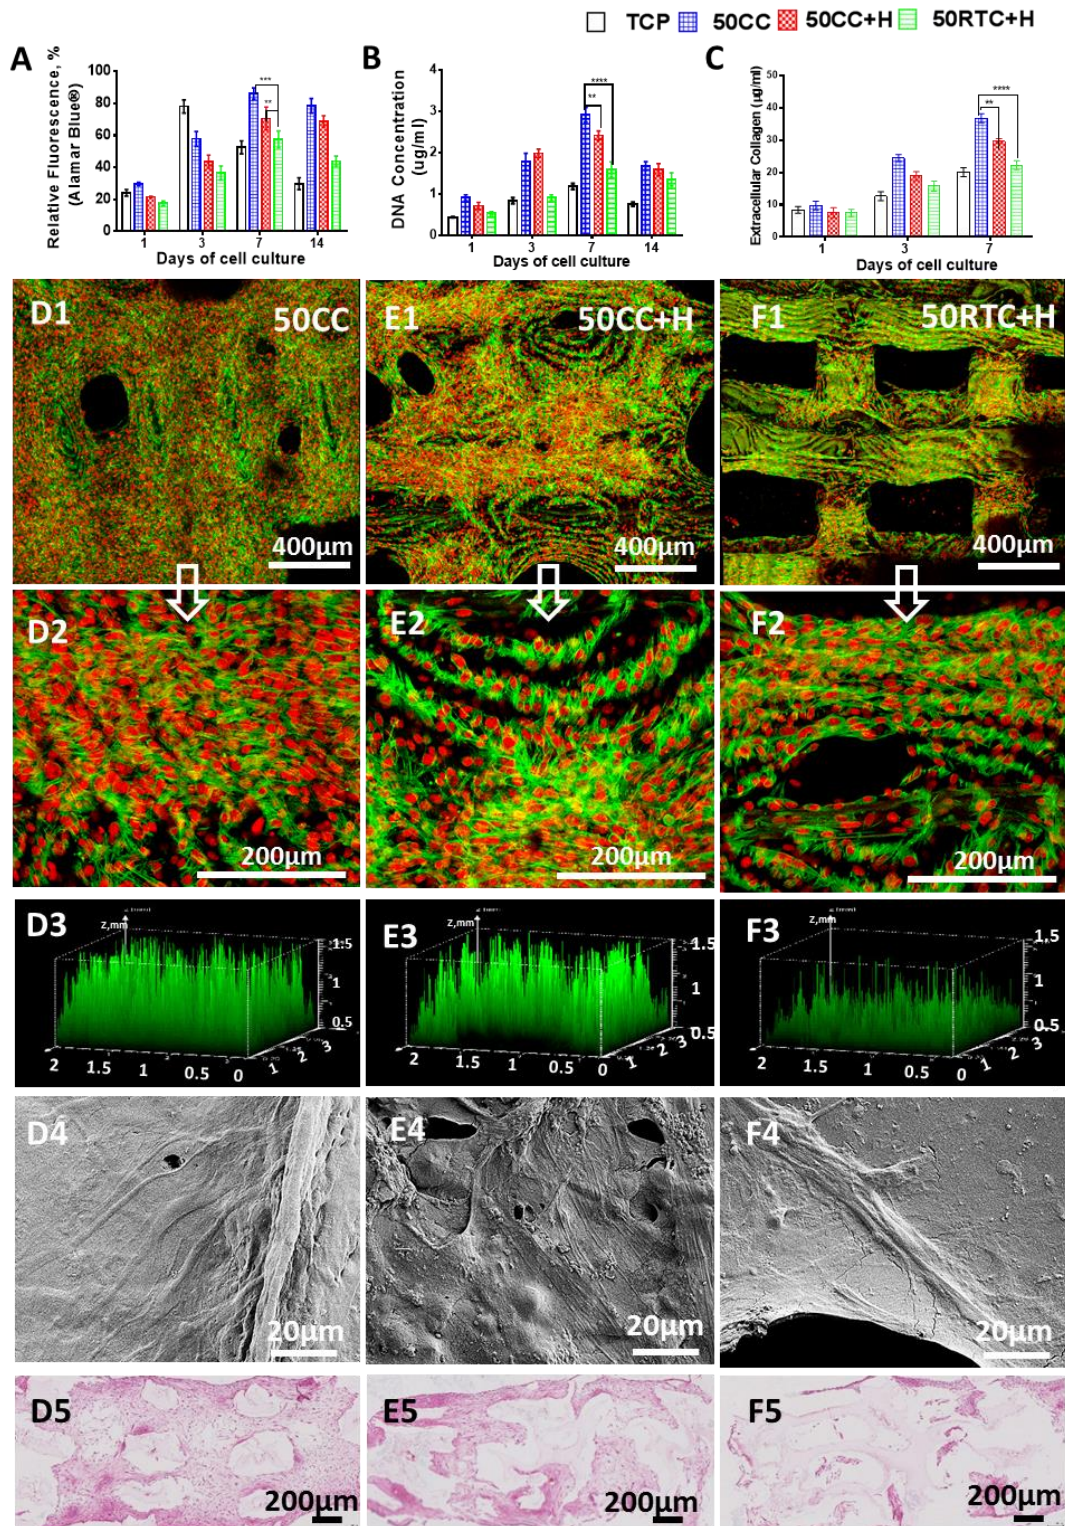 TCP 50CC 50CC+H 50RTC+H
A
Relative Fluorescence, %
(Alamar Blue®)
100
80
60
40
20
0
***
**
1 3 7 14
Days of cell culture
B
DNA Concentration
(ug/ml)
4
3
2
1
0
****
**
1 3 7 14
Days of cell culture
C
Extracellular Collagen (µg/ml)
50
40
30
20
10
0
****
**
1 3 7
Days of cell culture
D1 50CC
400µm
E1 50CC+H
400µm
F1 50RTC+H
400µm
D2
200µm
E2
200µm
F2
200µm
D3
z,mm
1.5
1
0.5
2 1.5 1 0.5 0 1 2 3
E3
z,mm
1.5
1
0.5
2 1.5 1 0.5 0 1 2 3
F3
z,mm
1.5
1
0.5
2 1.5 1 0.5 0 1 2 3
D4
20µm
E4
20µm
F4
20µm
D5
200µm
E5
200µm
F5
200µm